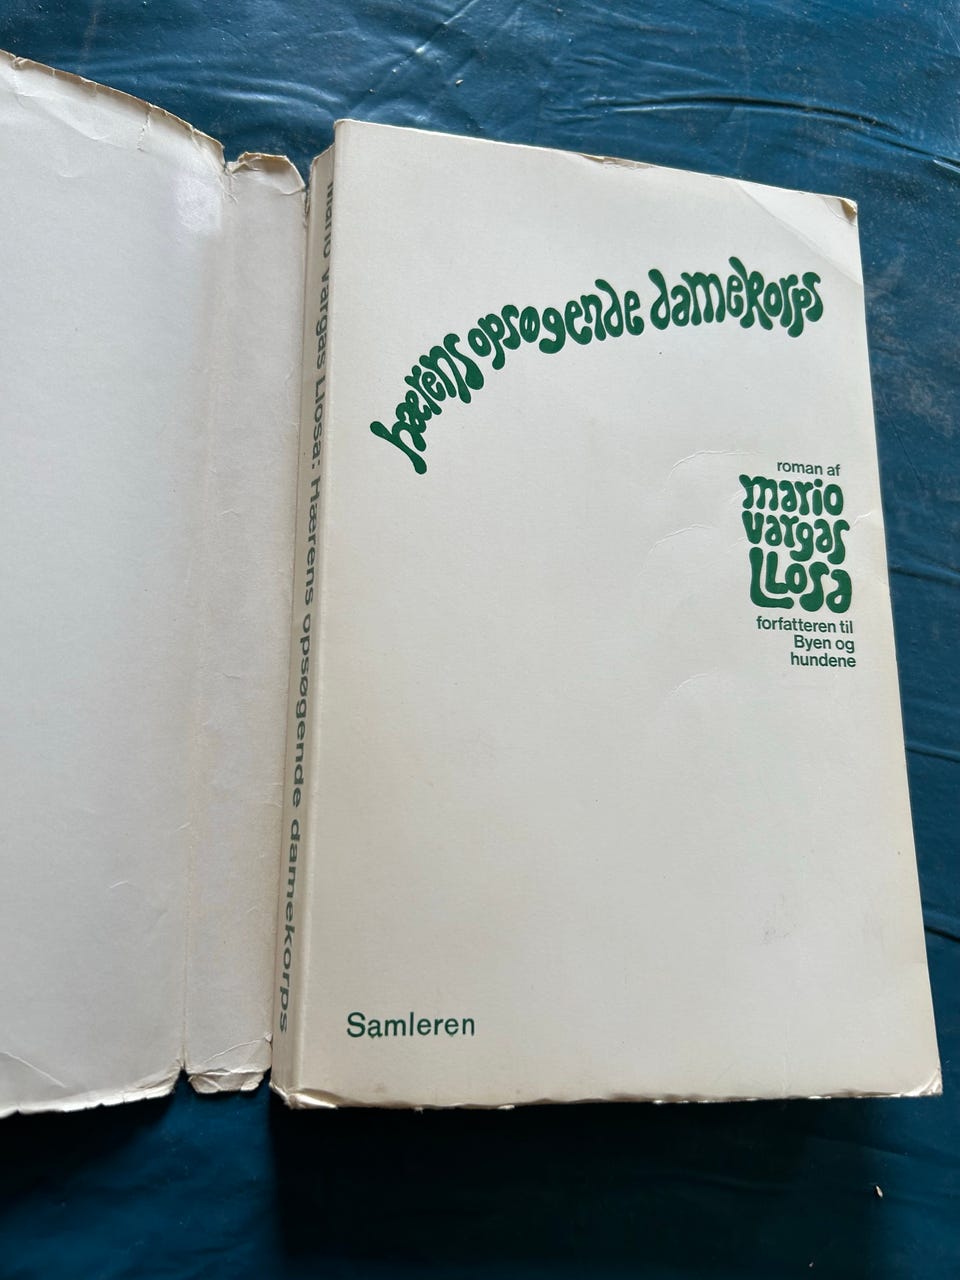 Mario Vargas Llosa: Hærens opsøgende damekorps
hærens opsøgende damekorps
roman af
mario
vargas
LLosa
forfatteren til
Byen og
hundene
Samleren